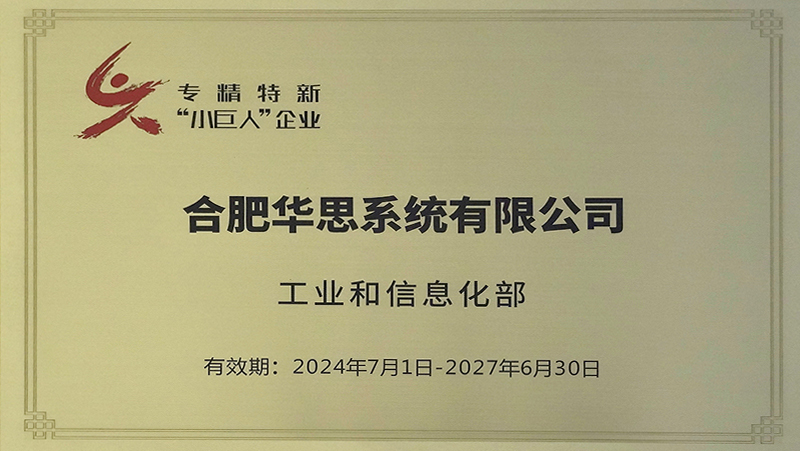 专精特新
“小巨人”企业
合肥华思系统有限公司
工业和信息化部
有效期：2024年7月1日-2027年6月30日